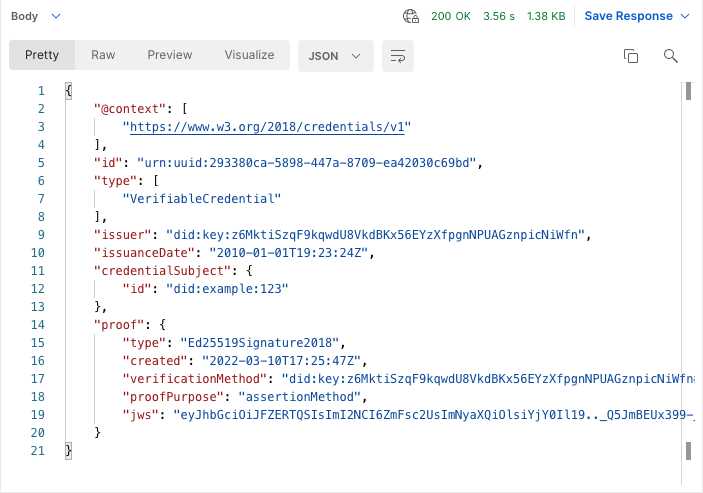 Body 200 OK 3.56 s 1.38 KB Save Response
Pretty Raw Preview Visualize JSON
1 {
2 "@context": [
3 "https://www.w3.org/2018/credentials/v1"
4 ],
5 "id": "urn:uuid:293380ca-5898-447a-8709-ea42030c69bd",
6 "type": [
7 "VerifiableCredential"
8 ],
9 "issuer": "did:key:z6MktiSzqF9kqwdU8VkdBKx56EYzXfpgnNPUAGznpicNiWfn",
10 "issuanceDate": "2010-01-01T19:23:24Z",
11 "credentialSubject": {
12 "id": "did:example:123"
13 },
14 "proof": {
15 "type": "Ed25519Signature2018",
16 "created": "2022-03-10T17:25:47Z",
17 "verificationMethod": "did:key:z6MktiSzqF9kqwdU8VkdBKx56EYzXfpgnNPUAGznpicNiWfn
18 "proofPurpose": "assertionMethod",
19 "jws": "eyJhbGciOiJFZERTQSIsImI2NCI6ZmFsc2UsImNyaXQiOlsiYjY0Il19.._Q5JmBEUx399-
20 }
21 }